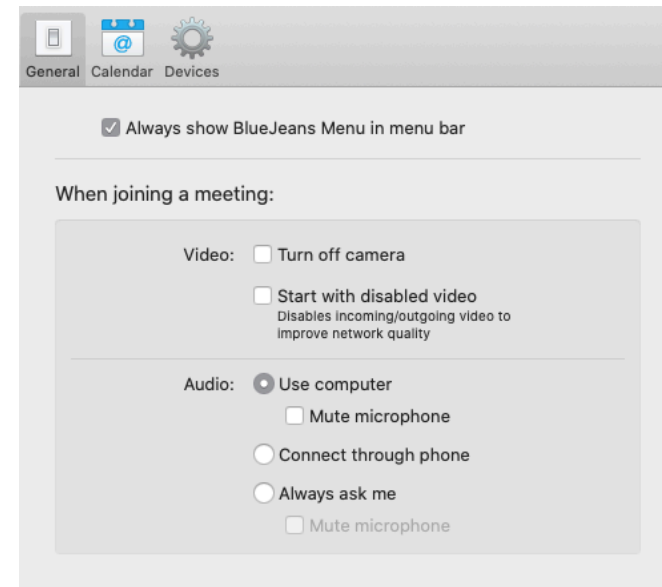 General Calendar Devices
Always show BlueJeans Menu in menu bar
When joining a meeting:
Video: Turn off camera
Start with disabled video
Disables incoming/outgoing video to
improve network quality
Audio: Use computer
Mute microphone
Connect through phone
Always ask me
Mute microphone